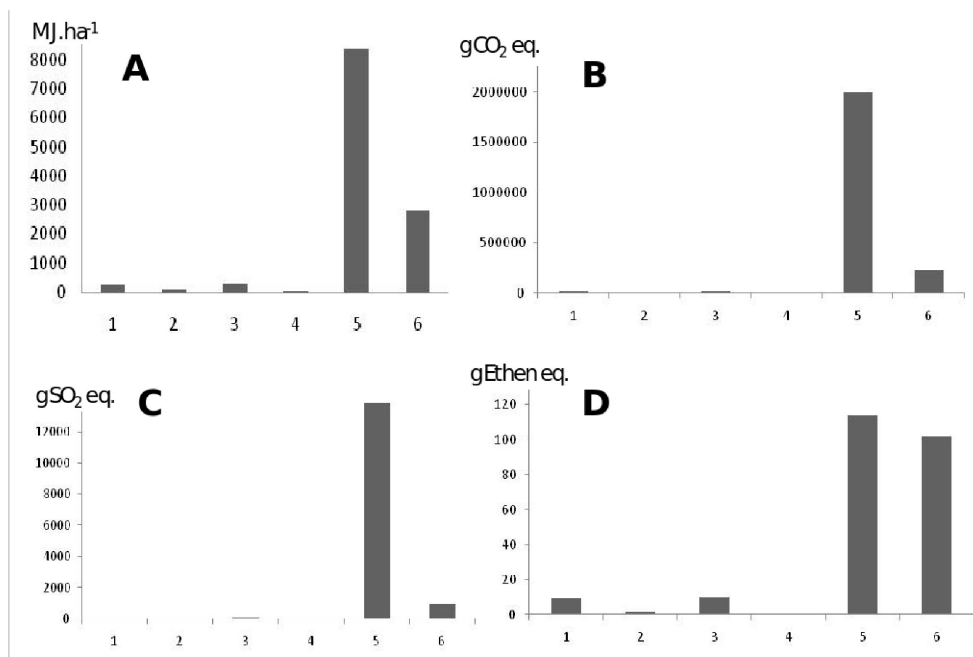 MJ.ha⁻¹
A
8000
7000
6000
5000
4000
3000
2000
1000
0
1 2 3 4 5 6
gCO₂ eq.
B
2000000
1500000
1000000
500000
0
1 2 3 4 5 6
gSO₂ eq.
C
12000
10000
8000
6000
4000
2000
0
1 2 3 4 5 6
gEthen eq.
D
120
100
80
60
40
20
0
1 2 3 4 5 6